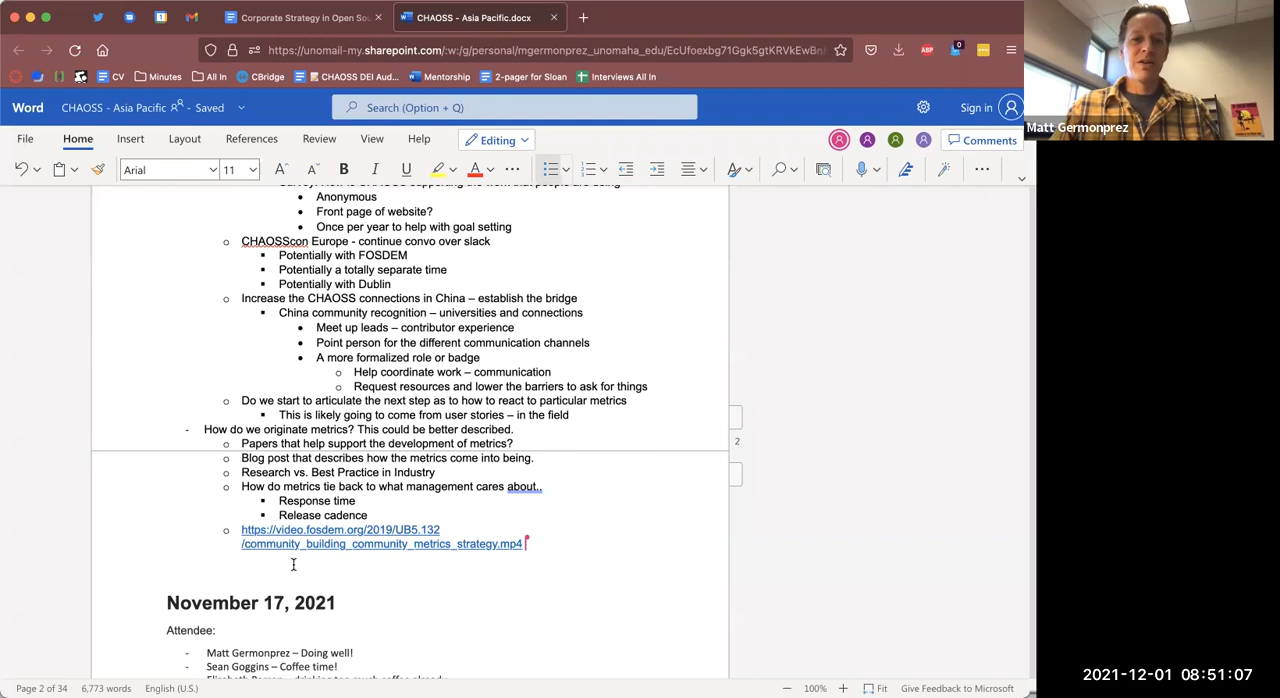 Corporate Strategy in Open Sou
CHAOSS - Asia Pacific.docx
https://unomail-my.sharepoint.com/:w:/g/personal/mgermonprez_unomaha_edu/EcUfoexbg71Ggk5gtKRVkEwBn
CV
Minutes
All In
CBridge
CHAOSS DEI Aud...
Mentorship
2-pager for Sloan
Interviews All In
Matt Germonprez
Word
CHAOSS - Asia Pacific - Saved
Search (Option + Q)
Sign in
File
Home
Insert
Layout
References
Review
View
Help
Editing
Comments
Arial
11
Anonymous
Front page of website?
Once per year to help with goal setting
CHAOSScon Europe - continue convo over slack
Potentially with FOSDEM
Potentially a totally separate time
Potentially with Dublin
Increase the CHAOSS connections in China – establish the bridge
China community recognition – universities and connections
Meet up leads – contributor experience
Point person for the different communication channels
A more formalized role or badge
Help coordinate work – communication
Request resources and lower the barriers to ask for things
Do we start to articulate the next step as to how to react to particular metrics
This is likely going to come from user stories – in the field
- How do we originate metrics? This could be better described.
Papers that help support the development of metrics?
2
Blog post that describes how the metrics come into being.
Research vs. Best Practice in Industry
How do metrics tie back to what management cares about..
Response time
Release cadence
https://video.fosdem.org/2019/UB5.132
/community_building_community_metrics_strategy.mp4
November 17, 2021
Attendee:
- Matt Germonprez – Doing well!
- Sean Goggins – Coffee time!
2021-12-01 08:51:07
Page 2 of 34
6,773 words
English (U.S.)
100%
Fit
Give Feedback to Microsoft